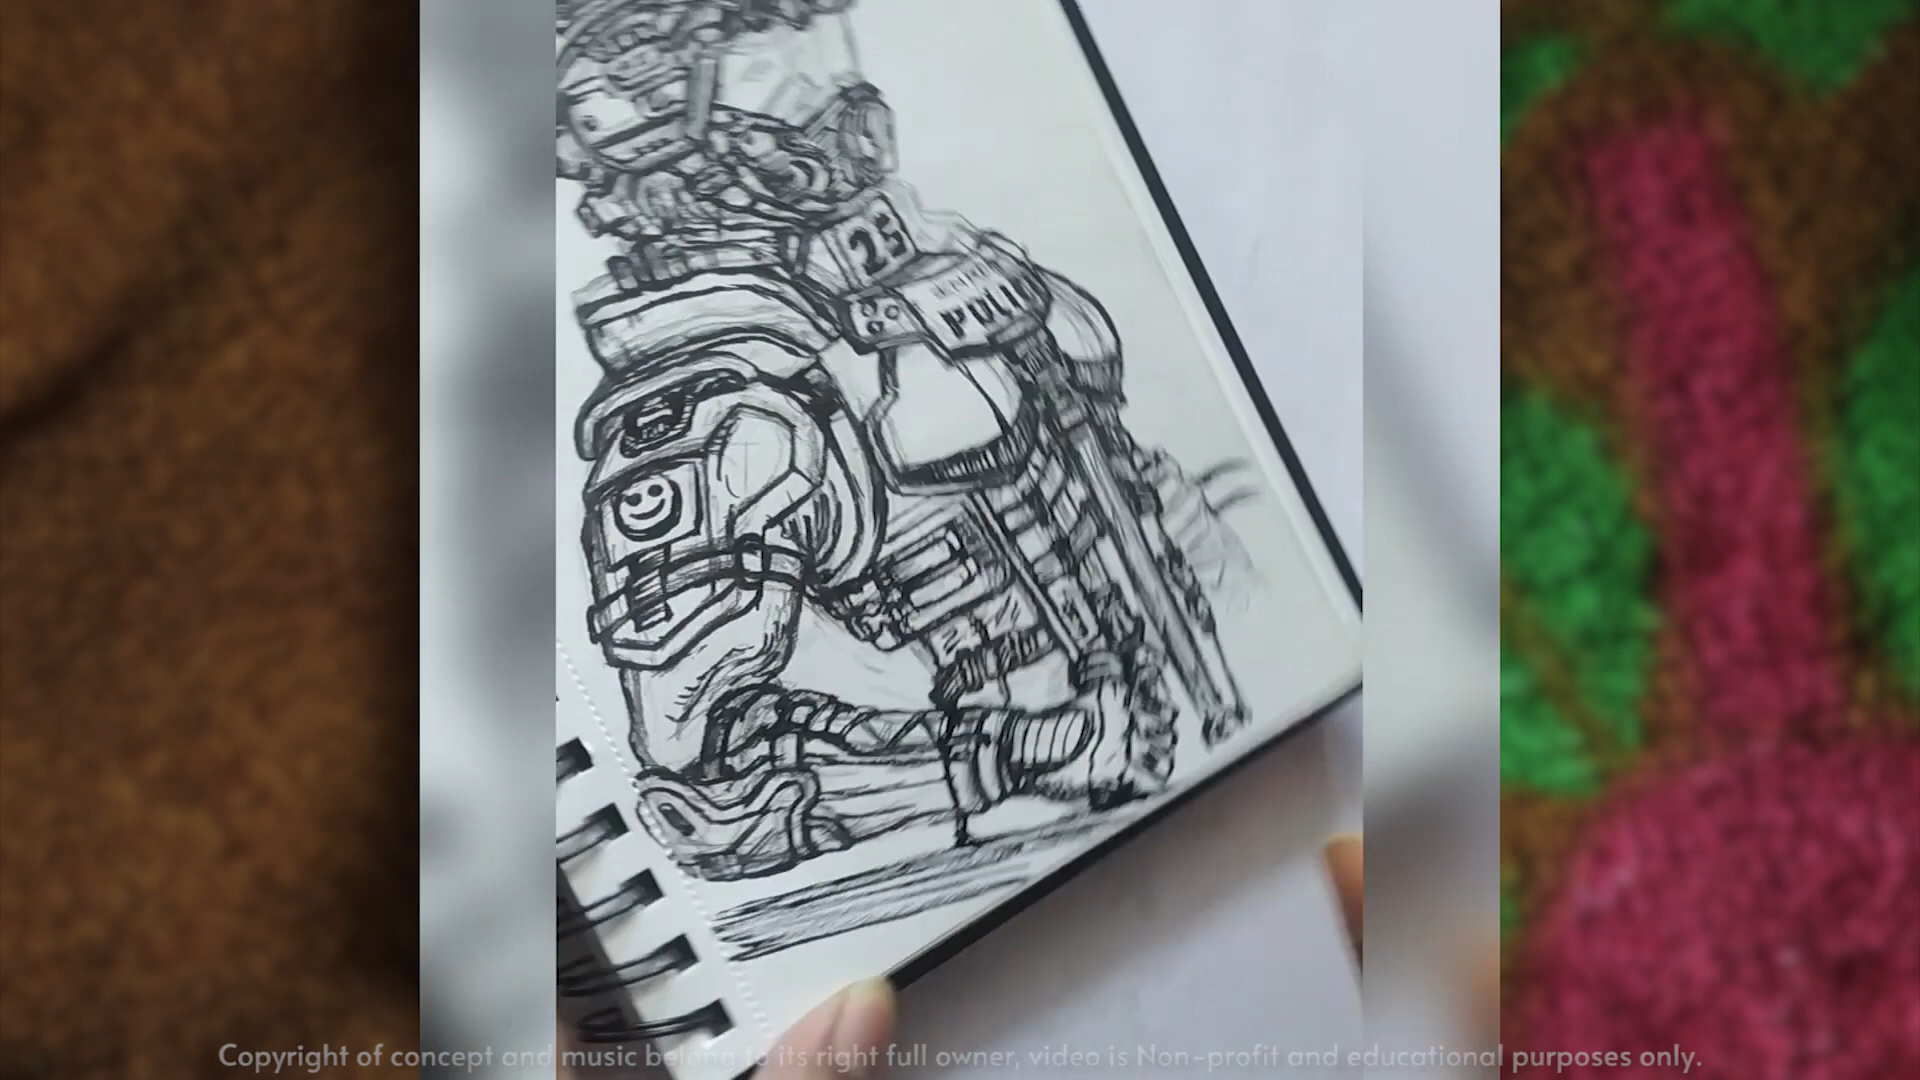 25
POLI
Copyright of concept and music belong to its right full owner, video is Non-profit and educational purposes only.